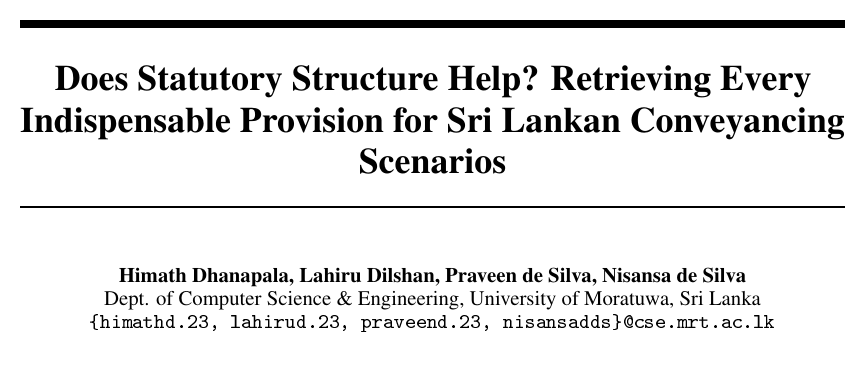 Does Statutory Structure Help? Retrieving Every
Indispensable Provision for Sri Lankan Conveyancing
Scenarios
Himath Dhanapala, Lahiru Dilshan, Praveen de Silva, Nisansa de Silva
Dept. of Computer Science & Engineering, University of Moratuwa, Sri Lanka
{himathd.23, lahirud.23, praveend.23, nisansadds}@cse.mrt.ac.lk